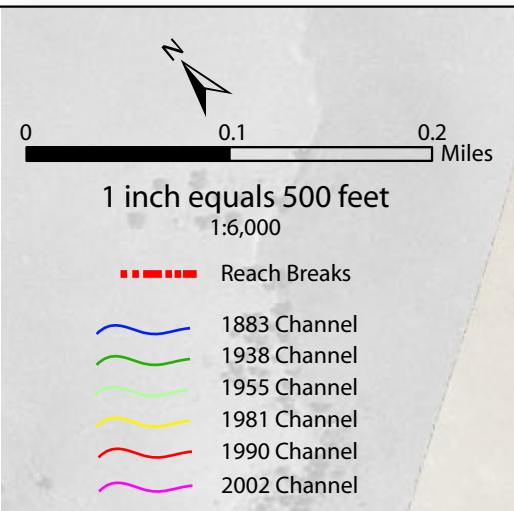 N
0 0.1 0.2
Miles
1 inch equals 500 feet
1:6,000
Reach Breaks
1883 Channel
1938 Channel
1955 Channel
1981 Channel
1990 Channel
2002 Channel